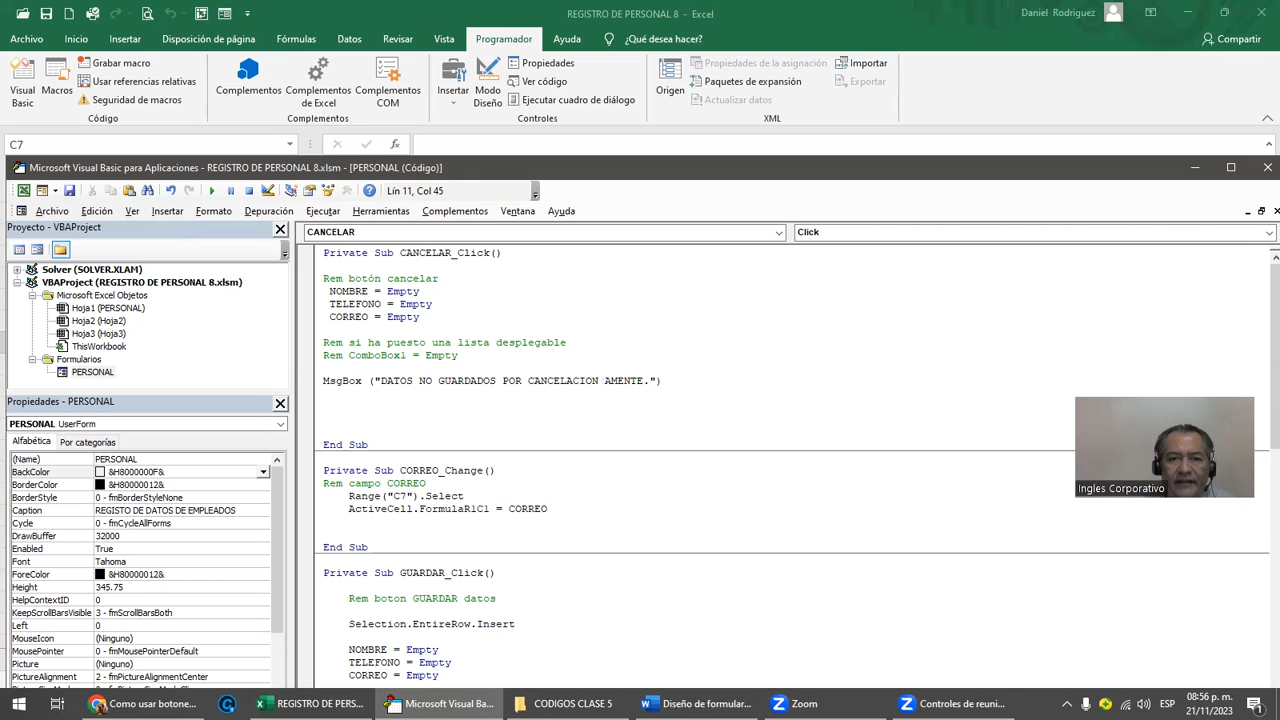 REGISTRO DE PERSONAL 8 - Excel
Daniel Rodriguez
Archivo Inicio Insertar Disposición de página Fórmulas Datos Revisar Vista Programador Ayuda ¿Qué desea hacer? Compartir
Visual Basic
Macros
Grabar macro
Usar referencias relativas
Seguridad de macros
Código
Complementos
Complementos de Excel
Complementos COM
Complementos
Insertar
Modo Diseño
Propiedades
Ver código
Ejecutar cuadro de diálogo
Controles
Origen
Propiedades de la asignación
Paquetes de expansión
Actualizar datos
Importar
Exportar
XML
C7
fx
Microsoft Visual Basic para Aplicaciones - REGISTRO DE PERSONAL 8.xlsm - [PERSONAL (Código)]
Lín 11, Col 45
Archivo Edición Ver Insertar Formato Depuración Ejecutar Herramientas Complementos Ventana Ayuda
Proyecto - VBAProject
Solver (SOLVER.XLAM)
VBAProject (REGISTRO DE PERSONAL 8.xlsm)
Microsoft Excel Objetos
Hoja1 (PERSONAL)
Hoja2 (Hoja2)
Hoja3 (Hoja3)
ThisWorkbook
Formularios
PERSONAL
Propiedades - PERSONAL
PERSONAL UserForm
Alfabética Por categorías
(Name) PERSONAL
BackColor &H8000000F&
BorderColor &H80000012&
BorderStyle 0 - fmBorderStyleNone
Caption REGISTO DE DATOS DE EMPLEADOS
Cycle 0 - fmCycleAllForms
DrawBuffer 32000
Enabled True
Font Tahoma
ForeColor &H80000012&
Height 345.75
HelpContextID 0
KeepScrollBarsVisible 3 - fmScrollBarsBoth
Left 0
MouseIcon (Ninguno)
MousePointer 0 - fmMousePointerDefault
Picture (Ninguno)
PictureAlignment 2 - fmPictureAlignmentCenter
CANCELAR
Click
Private Sub CANCELAR_Click()
Rem botón cancelar
NOMBRE = Empty
TELEFONO = Empty
CORREO = Empty
Rem si ha puesto una lista desplegable
Rem ComboBox1 = Empty
MsgBox ("DATOS NO GUARDADOS POR CANCELACION AMENTE.")
End Sub
Private Sub CORREO_Change()
Rem campo CORREO
Range("C7").Select
ActiveCell.FormulaR1C1 = CORREO
End Sub
Private Sub GUARDAR_Click()
Rem boton GUARDAR datos
Selection.EntireRow.Insert
NOMBRE = Empty
TELEFONO = Empty
CORREO = Empty
Ingles Corporativo
Como usar botone...
REGISTRO DE PERS...
Microsoft Visual Ba...
CODIGOS CLASE 5
Diseño de formular...
Zoom
Controles de reuni...
ESP
08:56 p. m.
21/11/2023